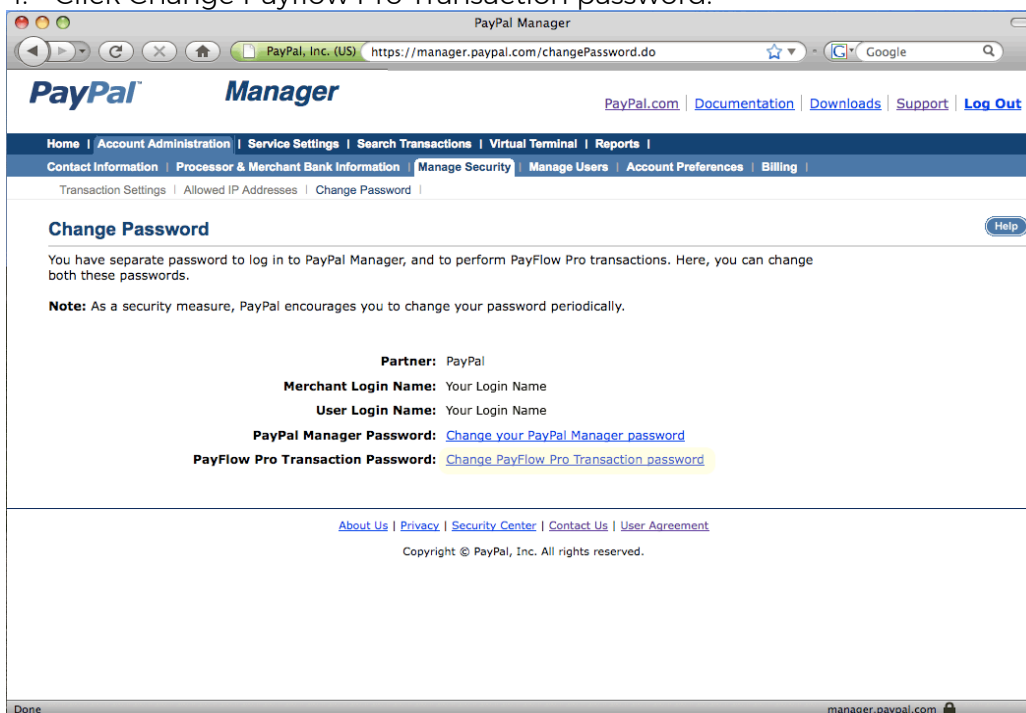 Click Change Payflow Pro Transaction password.
PayPal Manager
PayPal, Inc. (US) https://manager.paypal.com/changePassword.do G Google
PayPal Manager
PayPal.com | Documentation | Downloads | Support | Log Out
Home | Account Administration | Service Settings | Search Transactions | Virtual Terminal | Reports |
Contact Information | Processor & Merchant Bank Information | Manage Security | Manage Users | Account Preferences | Billing |
Transaction Settings | Allowed IP Addresses | Change Password |
Change Password Help
You have separate password to log in to PayPal Manager, and to perform PayFlow Pro transactions. Here, you can change
both these passwords.
Note: As a security measure, PayPal encourages you to change your password periodically.
Partner: PayPal
Merchant Login Name: Your Login Name
User Login Name: Your Login Name
PayPal Manager Password: Change your PayPal Manager password
PayFlow Pro Transaction Password: Change PayFlow Pro Transaction password
About Us | Privacy | Security Center | Contact Us | User Agreement
Copyright © PayPal, Inc. All rights reserved.
Done manager.paypal.com